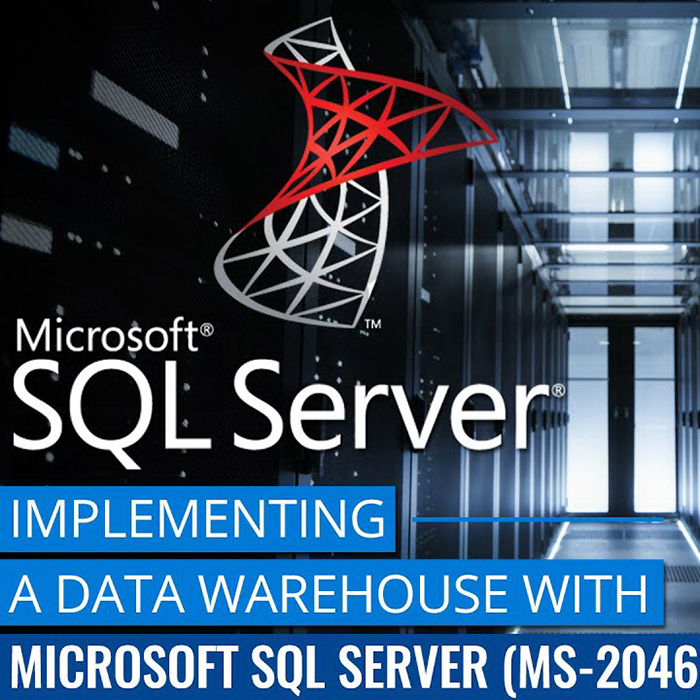 ™
Microsoft®
SQL Server®
IMPLEMENTING
A DATA WAREHOUSE WITH
MICROSOFT SQL SERVER (MS-2046